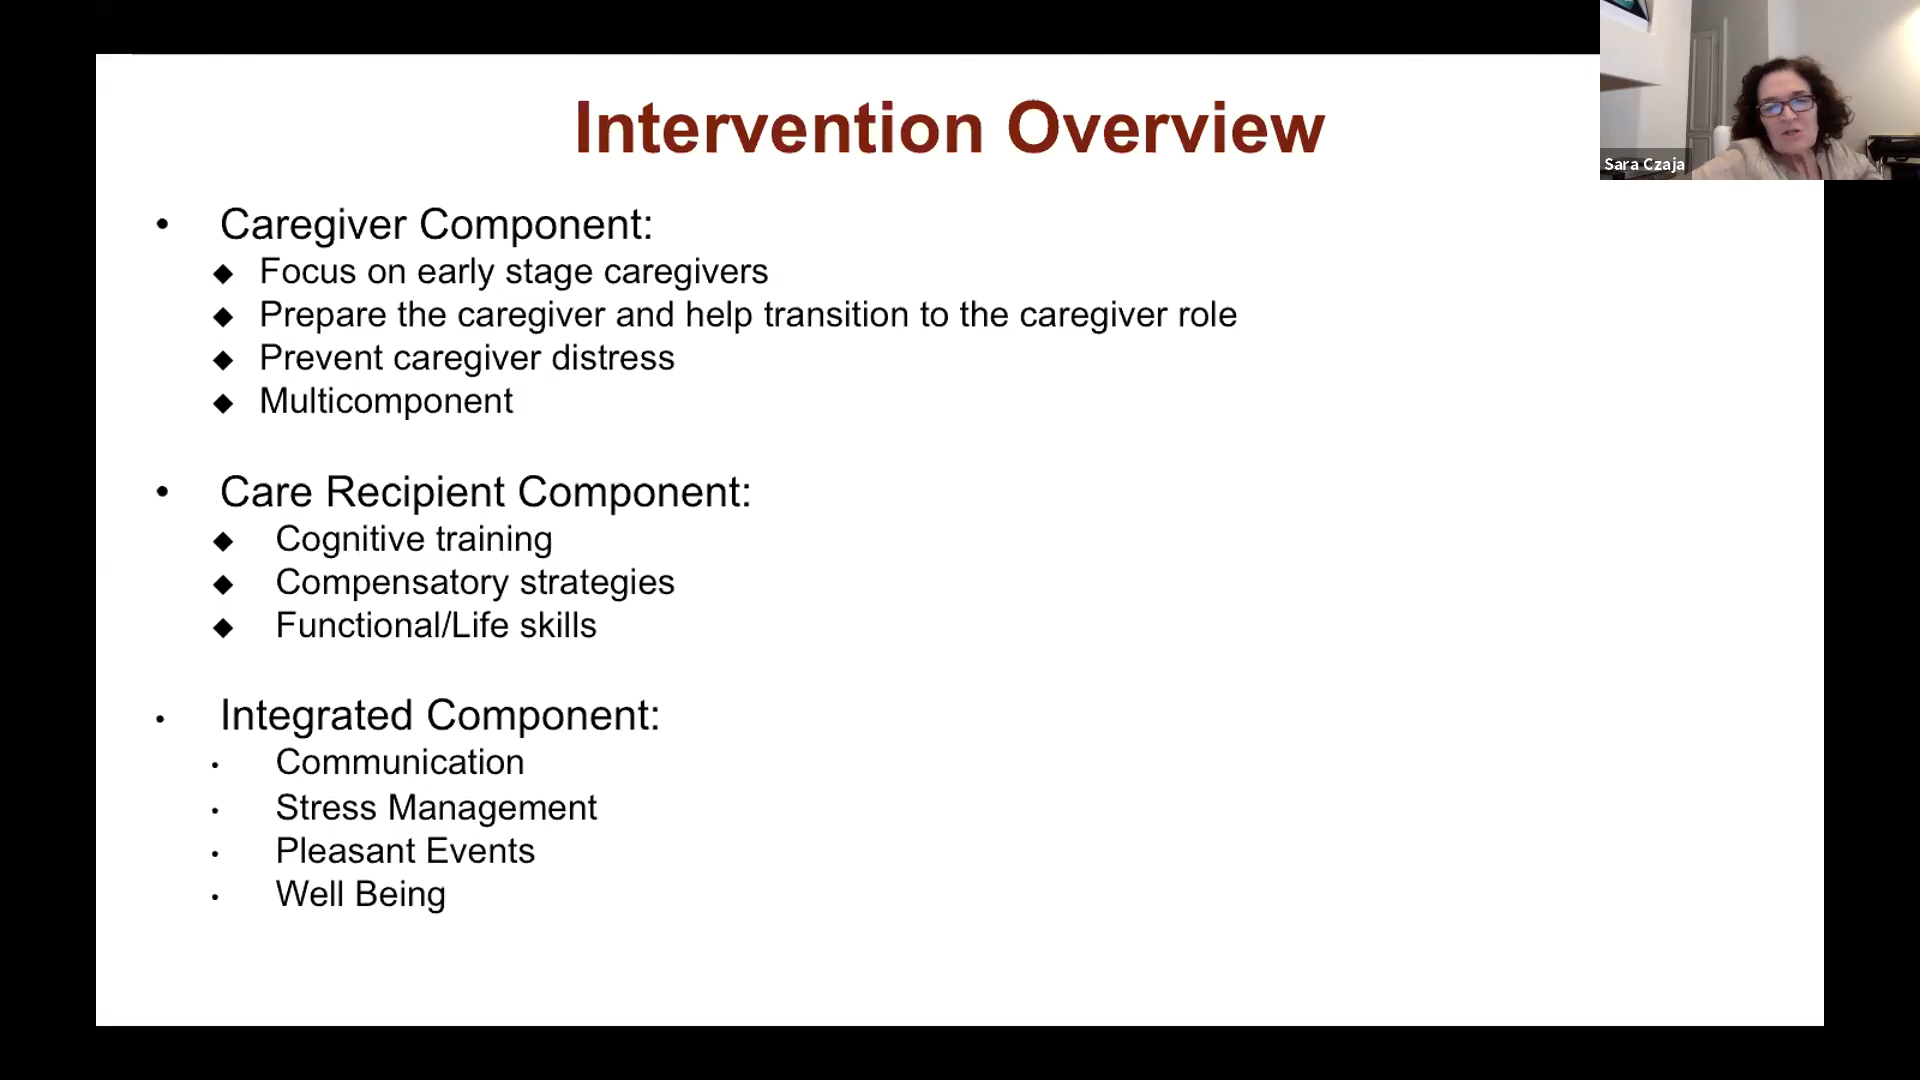 Intervention Overview
Sara Czaja
• Caregiver Component:
◆ Focus on early stage caregivers
◆ Prepare the caregiver and help transition to the caregiver role
◆ Prevent caregiver distress
◆ Multicomponent
• Care Recipient Component:
◆ Cognitive training
◆ Compensatory strategies
◆ Functional/Life skills
• Integrated Component:
• Communication
• Stress Management
• Pleasant Events
• Well Being